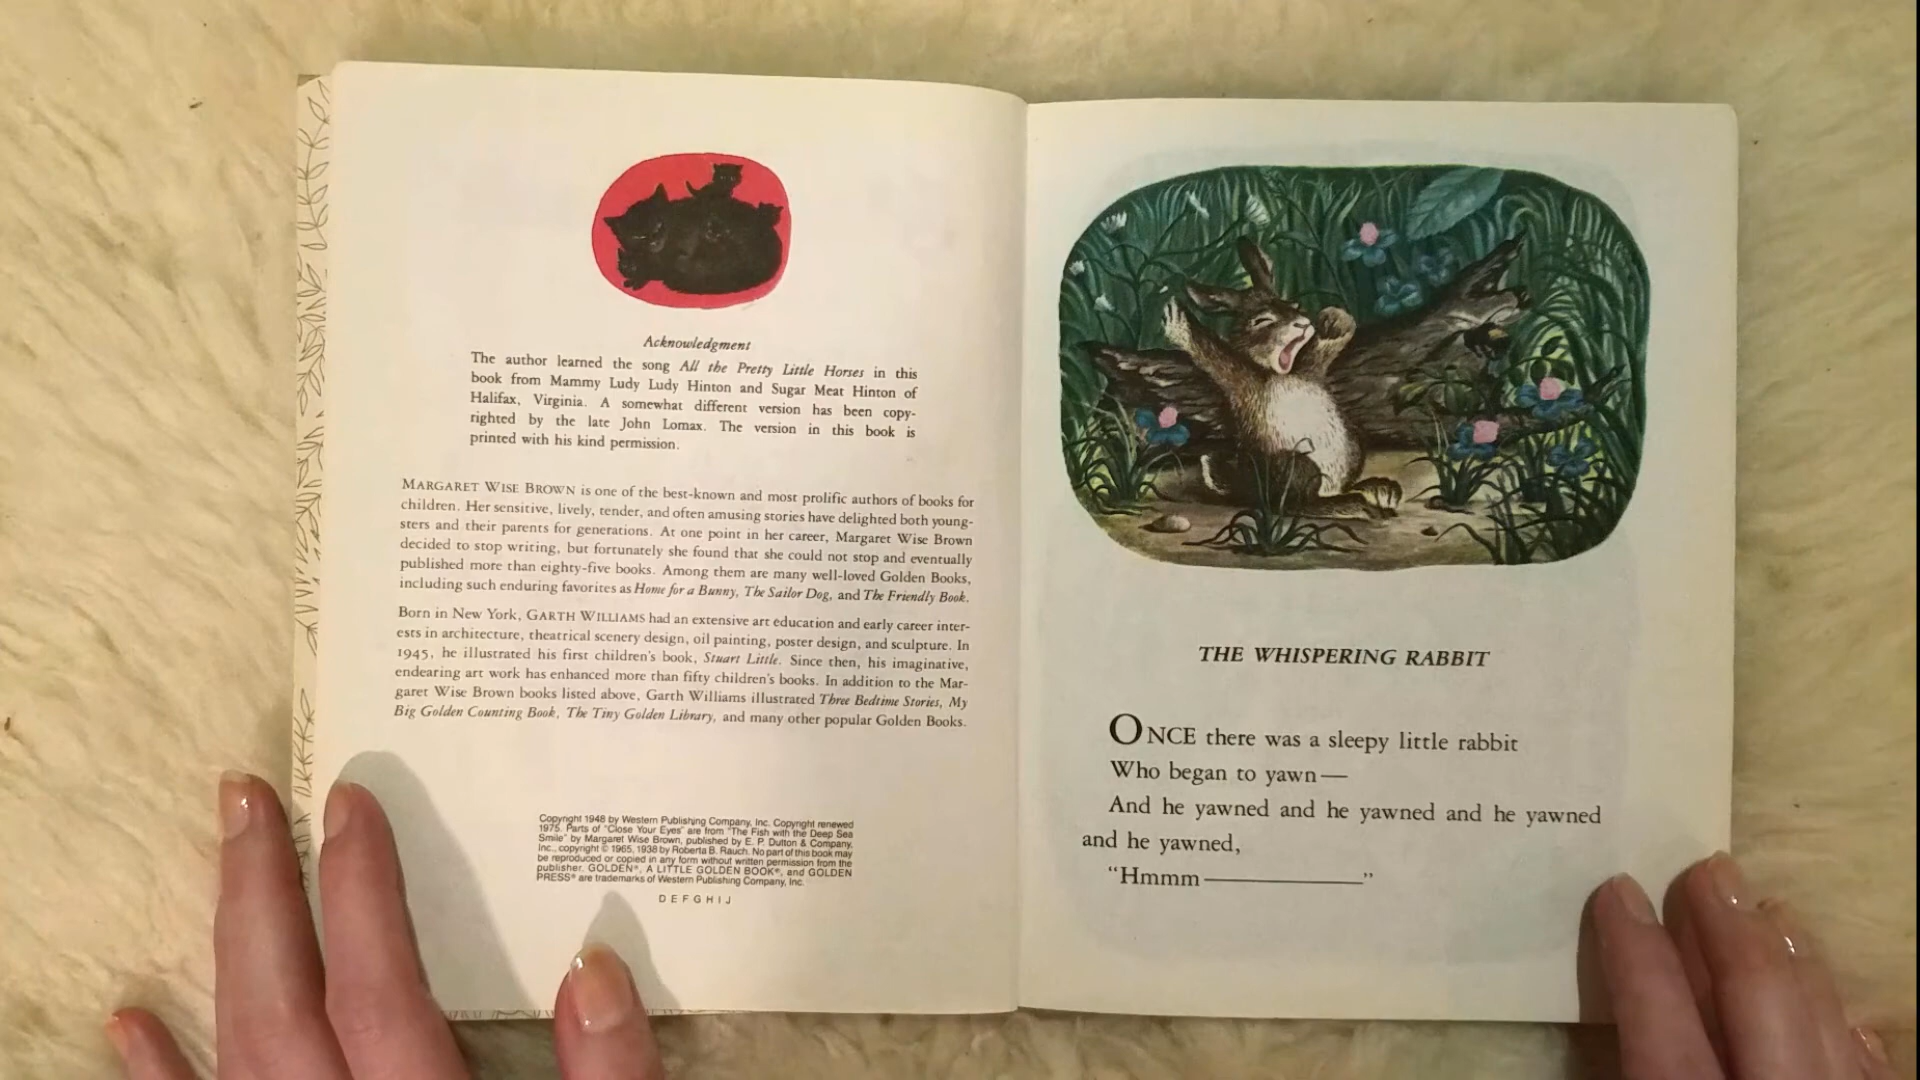 Acknowledgment
The author learned the song All the Pretty Little Horses in this
book from Mammy Ludy Ludy Hinton and Sugar Meat Hinton of
Halifax, Virginia. A somewhat different version has been copy-
righted by the late John Lomax. The version in this book is
printed with his kind permission.
MARGARET WISE BROWN is one of the best-known and most prolific authors of books for
children. Her sensitive, lively, tender, and often amusing stories have delighted both young-
sters and their parents for generations. At one point in her career, Margaret Wise Brown
decided to stop writing, but fortunately she found that she could not stop and eventually
published more than eighty-five books. Among them are many well-loved Golden Books,
including such enduring favorites as Home for a Bunny, The Sailor Dog, and The Friendly Book.
Born in New York, GARTH WILLIAMS had an extensive art education and early career inter-
ests in architecture, theatrical scenery design, oil painting, poster design, and sculpture. In
1945, he illustrated his first children's book, Stuart Little. Since then, his imaginative,
endearing art work has enhanced more than fifty children's books. In addition to the Mar-
garet Wise Brown books listed above, Garth Williams illustrated Three Bedtime Stories, My
Big Golden Counting Book, The Tiny Golden Library, and many other popular Golden Books.
Copyright 1948 by Western Publishing Company, Inc. Copyright renewed
1975. Parts of "Close Your Eyes" are from "The Fish with the Deep Sea
Smile" by Margaret Wise Brown, published by E. P. Dutton & Company,
Inc., copyright © 1965, 1938 by Roberta B. Rauch. No part of this book may
be reproduced or copied in any form without written permission from the
publisher. GOLDEN®, A LITTLE GOLDEN BOOK®, and GOLDEN
PRESS® are trademarks of Western Publishing Company, Inc.
D E F G H I J
THE WHISPERING RABBIT
ONCE there was a sleepy little rabbit
Who began to yawn—
And he yawned and he yawned and he yawned
and he yawned,
"Hmmm————"